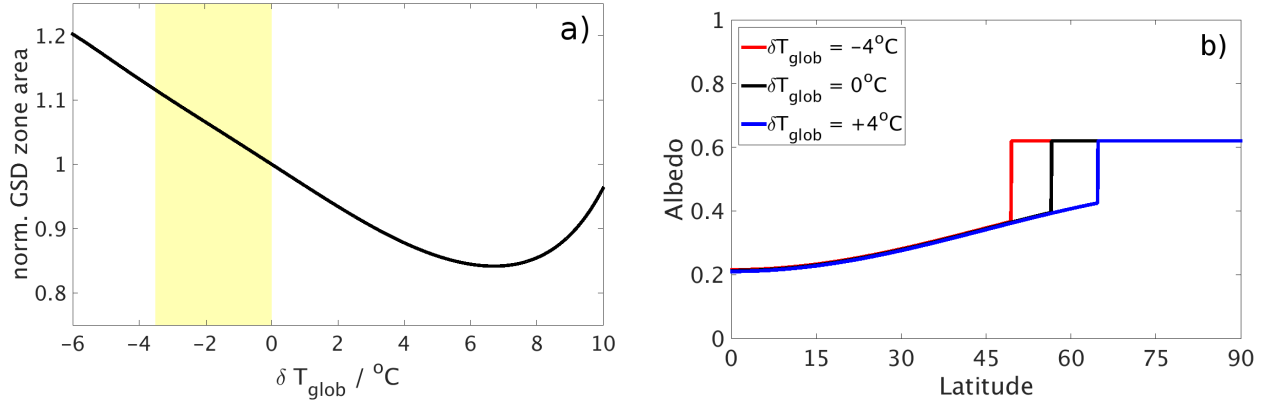 a)
norm. GSD zone area
1.2
1.1
1
0.9
0.8
−6 −4 −2 0 2 4 6 8 10
δ T_glob / °C
b)
δT_glob = −4°C
δT_glob = 0°C
δT_glob = +4°C
Albedo
1
0.8
0.6
0.4
0.2
0
0 15 30 45 60 75 90
Latitude